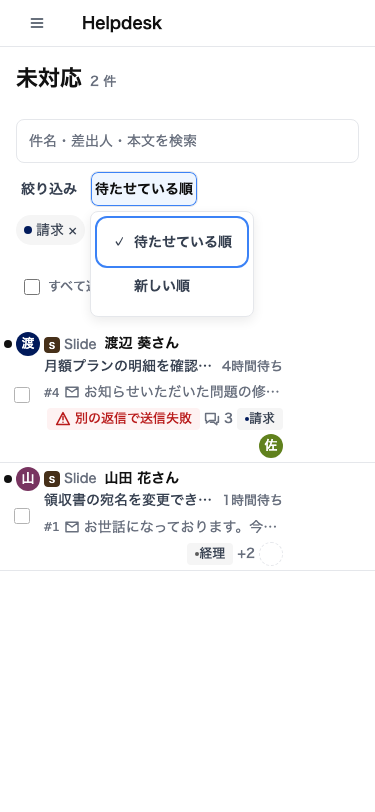 Helpdesk
未対応 2 件
件名・差出人・本文を検索
絞り込み 待たせている順
請求 ×
✓ 待たせている順
新しい順
すべて
渡 S Slide 渡辺 葵さん
月額プランの明細を確認… 4時間待ち
#4 お知らせいただいた問題の修…
別の返信で送信失敗 3 •請求
佐
山 S Slide 山田 花さん
領収書の宛名を変更でき… 1時間待ち
#1 お世話になっております。今…
•経理 +2